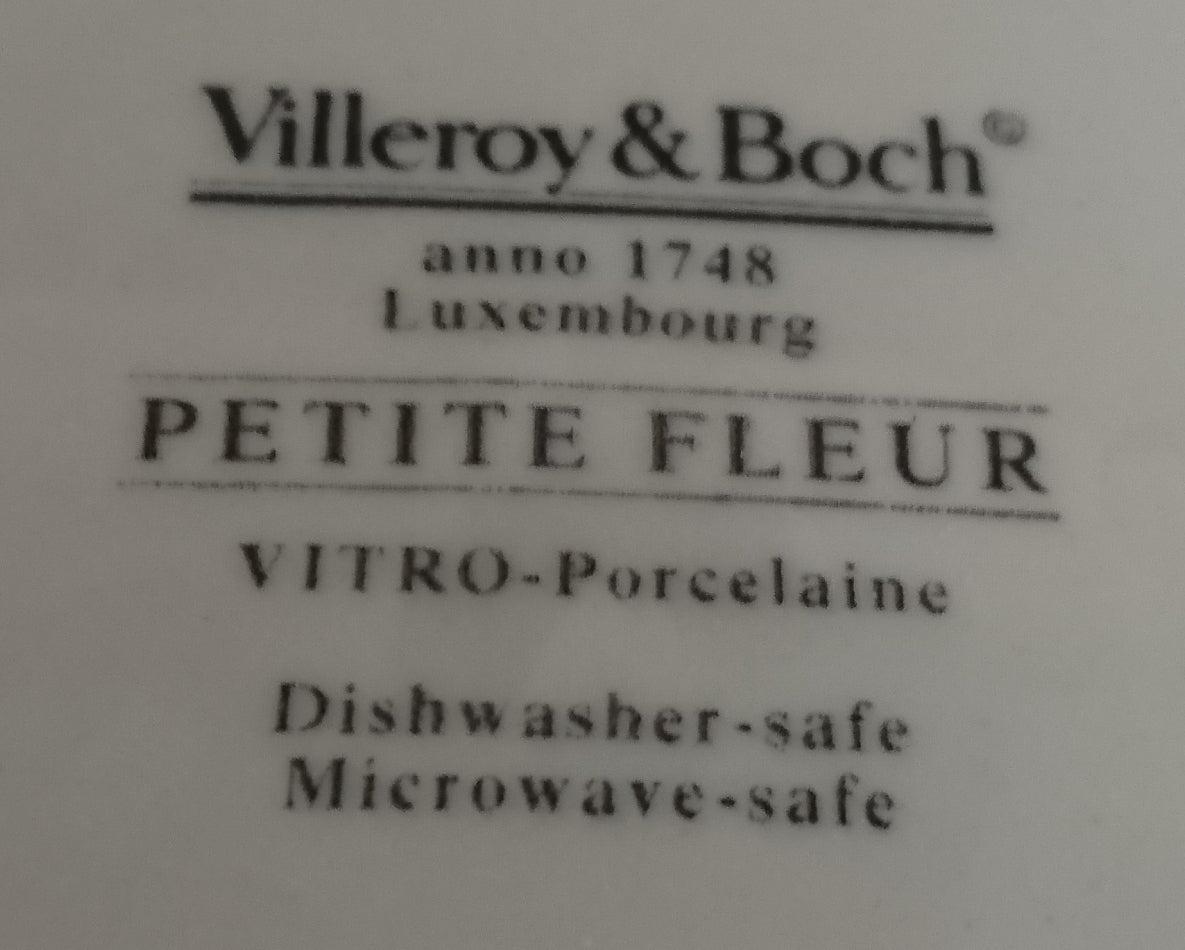 Villeroy & Boch®
anno 1748
Luxembourg
PETITE FLEUR
VITRO-Porcelaine
Dishwasher-safe
Microwave-safe